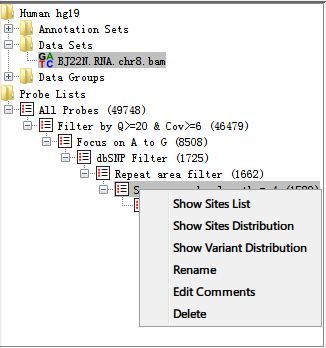 Human hg19
Annotation Sets
Data Sets
BJ22N.RNA.chr8.bam
Data Groups
Probe Lists
All Probes (49748)
Filter by Q>=20 & Cov>=6 (46479)
Focus on A to G (8508)
dbSNP Filter (1725)
Repeat area filter (1662)
Show Sites List
Show Sites Distribution
Show Variant Distribution
Rename
Edit Comments
Delete